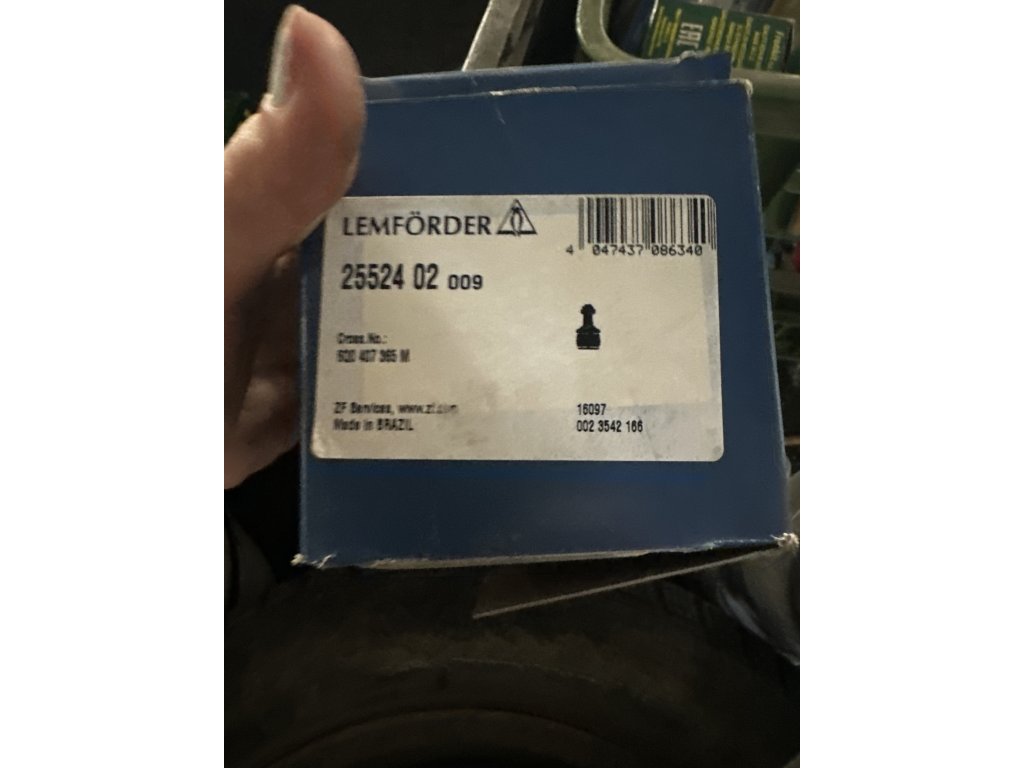 LEMFÖRDER
4 047437 086340
25524 02 009
Cross.No.:
6Q0 407 365 M
ZF Services, www.zf.com
Made in BRAZIL
16097
002 3542 166
EAC